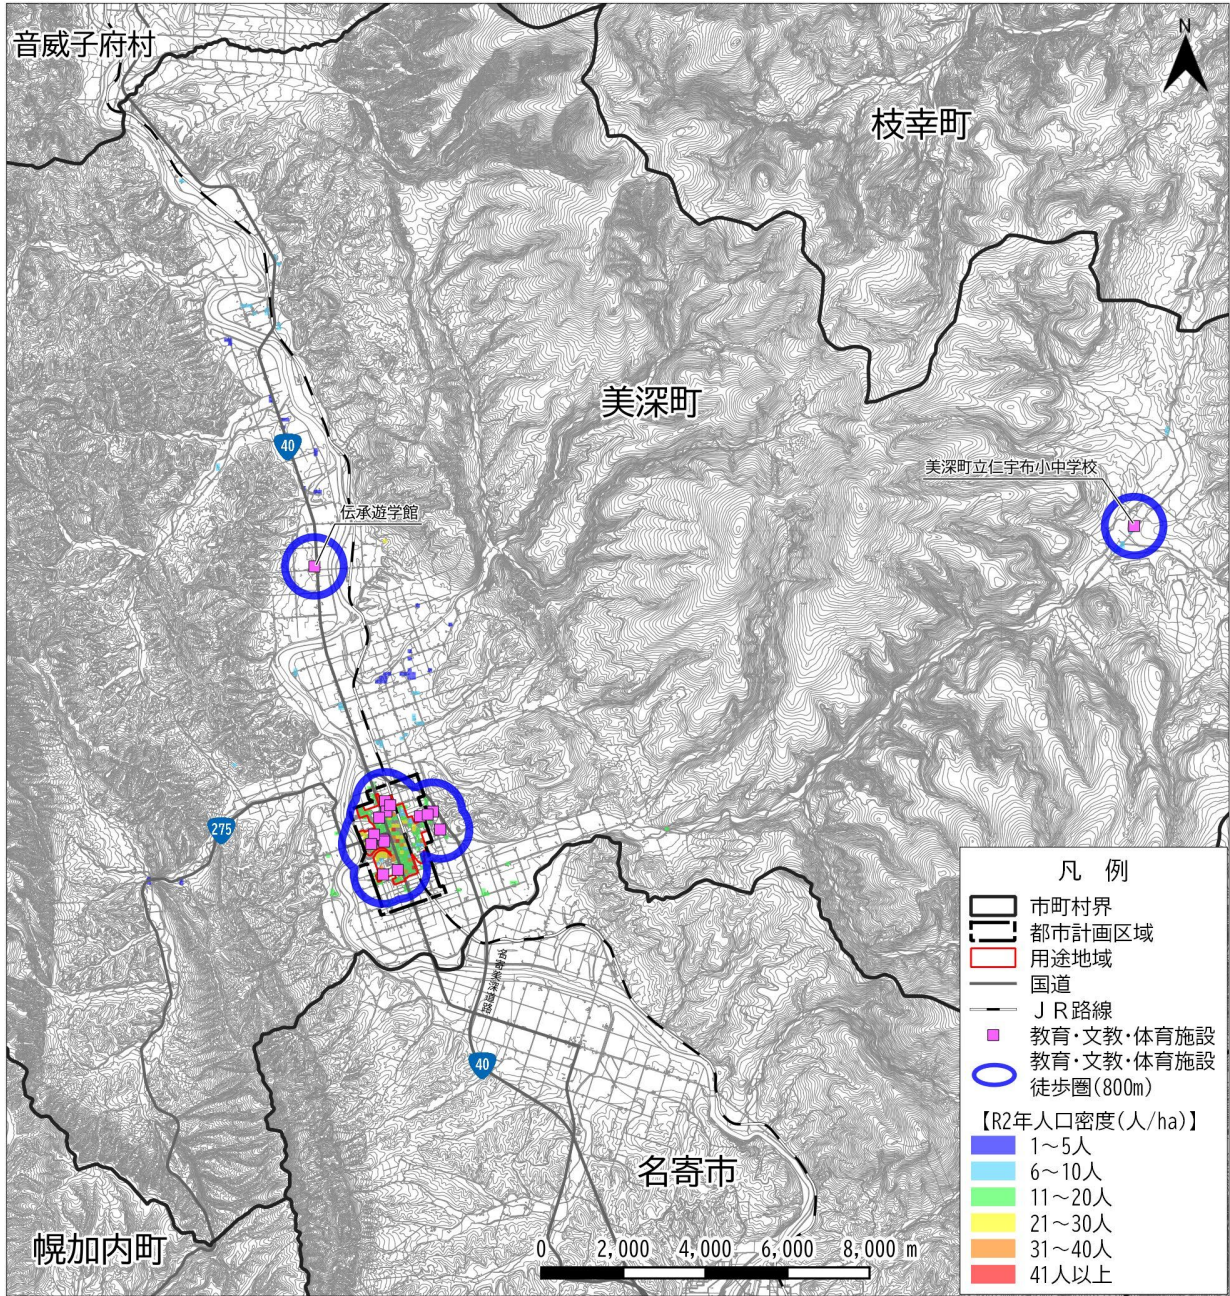 音威子府村
N
枝幸町
美深町
40
美深町立仁宇布小中学校
伝承遊学館
275
名寄美深道路
40
名寄市
幌加内町
0 2,000 4,000 6,000 8,000 m
凡 例
市町村界
都市計画区域
用途地域
国道
ＪＲ路線
教育・文教・体育施設
教育・文教・体育施設
徒歩圏(800m)
【R2年人口密度(人/ha)】
1～5人
6～10人
11～20人
21～30人
31～40人
41人以上